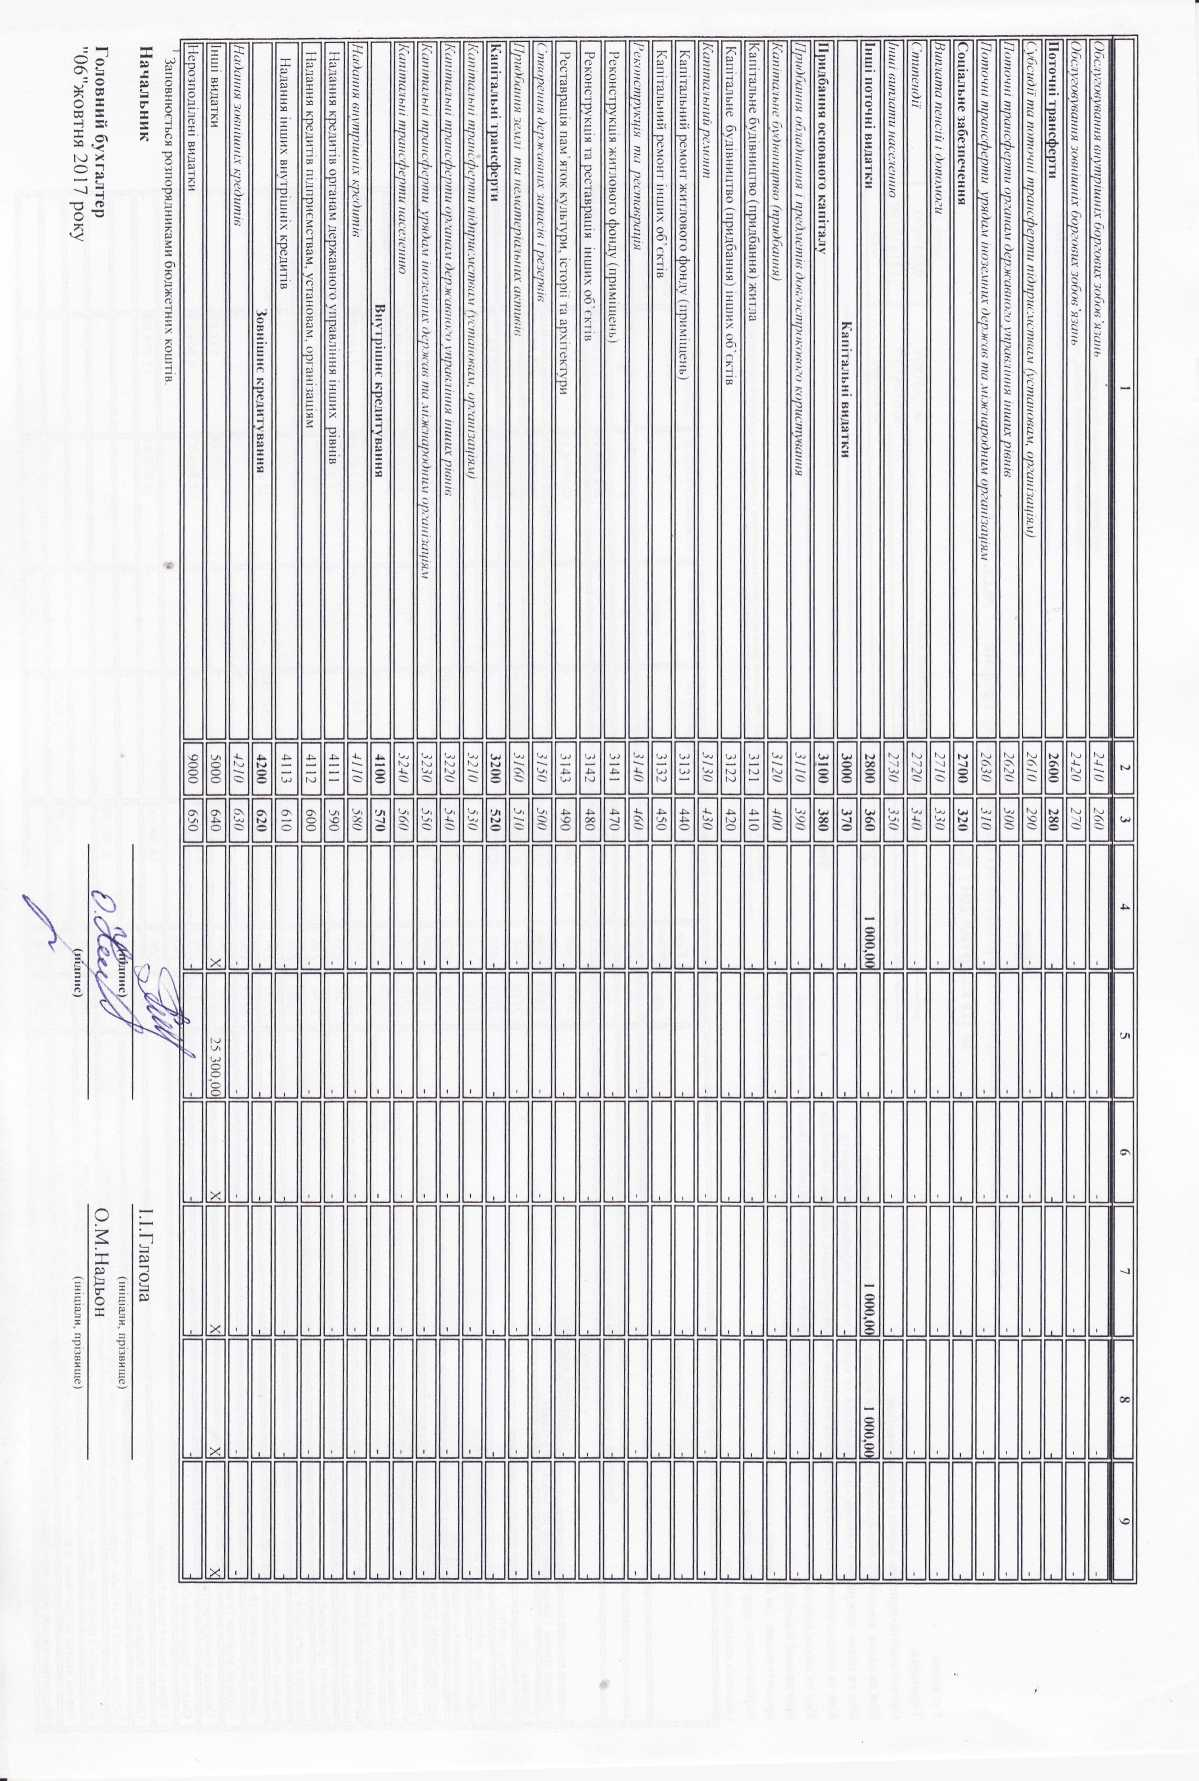 1 2 3 4 5 6 7 8 9
Обслуговування внутрішніх боргових зобов'язань 2410 260 - - - - - -
Обслуговування зовнішніх боргових зобов'язань 2420 270 - - - - - -
Поточні трансферти 2600 280 - - - - - -
Субсидії та поточні трансферти підприємствам (установам, організаціям) 2610 290 - - - - - -
Поточні трансферти органам державного управління інших рівнів 2620 300 - - - - - -
Поточні трансферти урядам іноземних держав та міжнародним організаціям 2630 310 - - - - - -
Соціальне забезпечення 2700 320 - - - - - -
Виплата пенсій і допомоги 2710 330 - - - - - -
Стипендії 2720 340 - - - - - -
Інші виплати населенню 2730 350 - - - - - -
Інші поточні видатки 2800 360 1 000,00 - - 1 000,00 1 000,00 -
Капітальні видатки 3000 370 - - - - - -
Придбання основного капіталу 3100 380 - - - - - -
Придбання обладнання і предметів довгострокового користування 3110 390 - - - - - -
Капітальне будівництво (придбання) 3120 400 - - - - - -
Капітальне будівництво (придбання) житла 3121 410 - - - - - -
Капітальне будівництво (придбання) інших об'єктів 3122 420 - - - - - -
Капітальний ремонт 3130 430 - - - - - -
Капітальний ремонт житлового фонду (приміщень) 3131 440 - - - - - -
Капітальний ремонт інших об'єктів 3132 450 - - - - - -
Реконструкція та реставрація 3140 460 - - - - - -
Реконструкція житлового фонду (приміщень) 3141 470 - - - - - -
Реконструкція та реставрація інших об'єктів 3142 480 - - - - - -
Реставрація пам'яток культури, історії та архітектури 3143 490 - - - - - -
Створення державних запасів і резервів 3150 500 - - - - - -
Придбання землі та нематеріальних активів 3160 510 - - - - - -
Капітальні трансферти 3200 520 - - - - - -
Капітальні трансферти підприємствам (установам, організаціям) 3210 530 - - - - - -
Капітальні трансферти органам державного управління інших рівнів 3220 540 - - - - - -
Капітальні трансферти урядам іноземних держав та міжнародним організаціям 3230 550 - - - - - -
Капітальні трансферти населенню 3240 560 - - - - - -
Внутрішнє кредитування 4100 570 - - - - - -
Надання внутрішніх кредитів 4110 580 - - - - - -
Надання кредитів органам державного управління інших рівнів 4111 590 - - - - - -
Надання кредитів підприємствам, установам, організаціям 4112 600 - - - - - -
Надання інших внутрішніх кредитів 4113 610 - - - - - -
Зовнішнє кредитування 4200 620 - - - - - -
Надання зовнішніх кредитів 4210 630 - - - - - -
Інші видатки 5000 640 X 25 300,00 X X X X
Нерозподілені видатки 9000 650 - - - - - -
¹ Заповнюється розпорядниками бюджетних коштів
Начальник І.І.Глагола
(підпис) (ініціали, прізвище)
Головний бухгалтер О.М.Надьон
"06"жовтня 2017 року (підпис) (ініціали, прізвище)